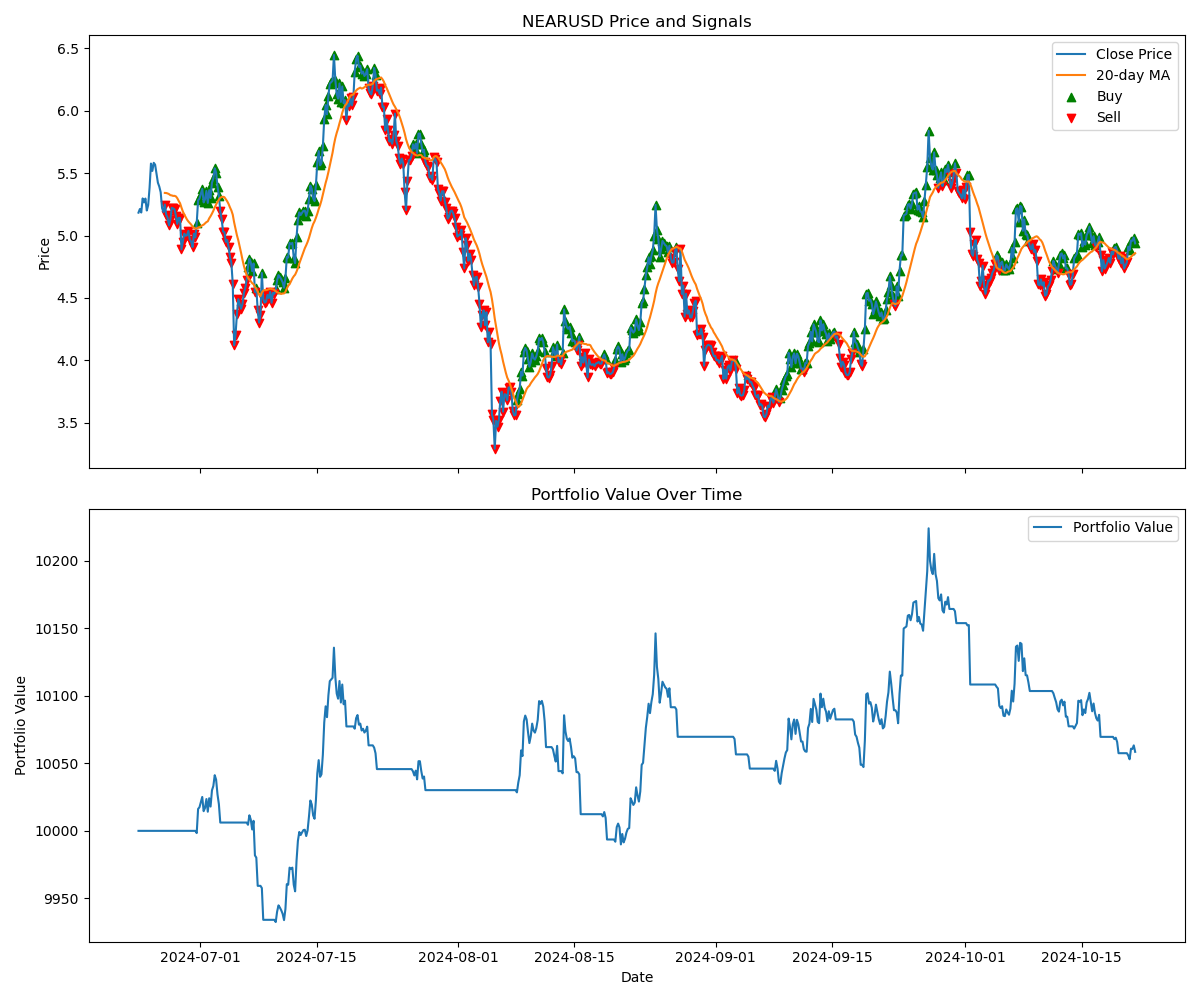 NEARUSD Price and Signals
6.5
6.0
5.5
5.0
4.5
4.0
3.5
Price
Close Price
20-day MA
Buy
Sell
Portfolio Value Over Time
10200
10150
10100
10050
10000
9950
Portfolio Value
Portfolio Value
2024-07-01 2024-07-15 2024-08-01 2024-08-15 2024-09-01 2024-09-15 2024-10-01 2024-10-15
Date